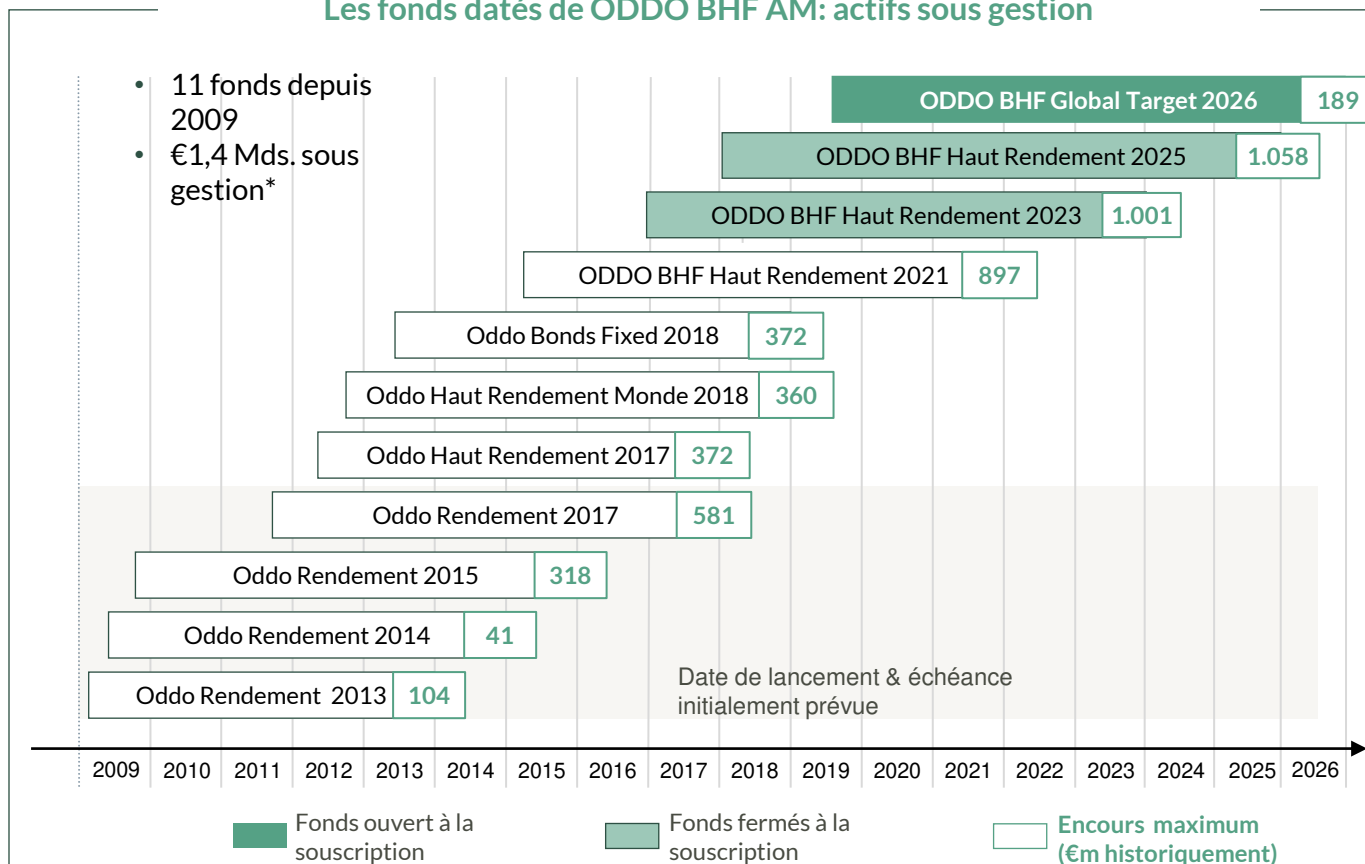 Les fonds datés de ODDO BHF AM: actifs sous gestion
• 11 fonds depuis
2009
• €1,4 Mds. sous
gestion*
ODDO BHF Global Target 2026 189
ODDO BHF Haut Rendement 2025 1.058
ODDO BHF Haut Rendement 2023 1.001
ODDO BHF Haut Rendement 2021 897
Oddo Bonds Fixed 2018 372
Oddo Haut Rendement Monde 2018 360
Oddo Haut Rendement 2017 372
Oddo Rendement 2017 581
Oddo Rendement 2015 318
Oddo Rendement 2014 41
Oddo Rendement 2013 104
Date de lancement & échéance
initialement prévue
2009 2010 2011 2012 2013 2014 2015 2016 2017 2018 2019 2020 2021 2022 2023 2024 2025 2026
Fonds ouvert à la
souscription
Fonds fermés à la
souscription
Encours maximum
(€m historiquement)